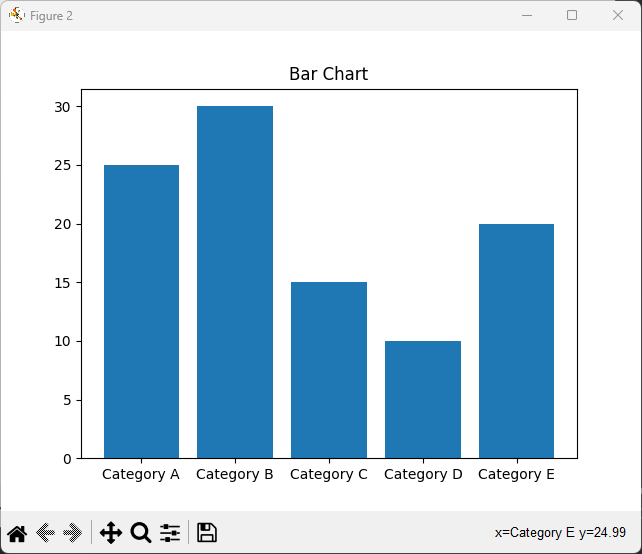 Figure 2
Bar Chart
30
25
20
15
10
5
0
Category A Category B Category C Category D Category E
x=Category E y=24.99